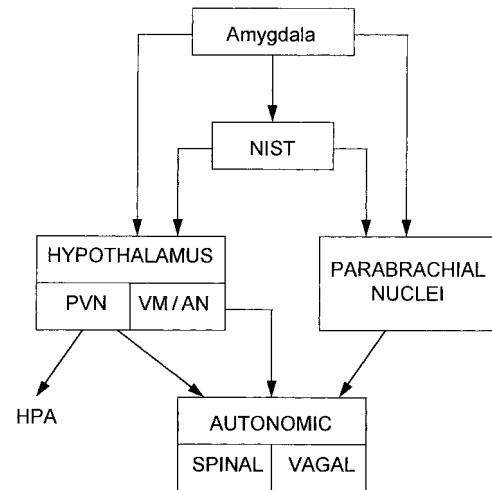 Amygdala
NIST
HYPOTHALAMUS
PVN
VM / AN
PARABRACHIAL
NUCLEI
HPA
AUTONOMIC
SPINAL
VAGAL